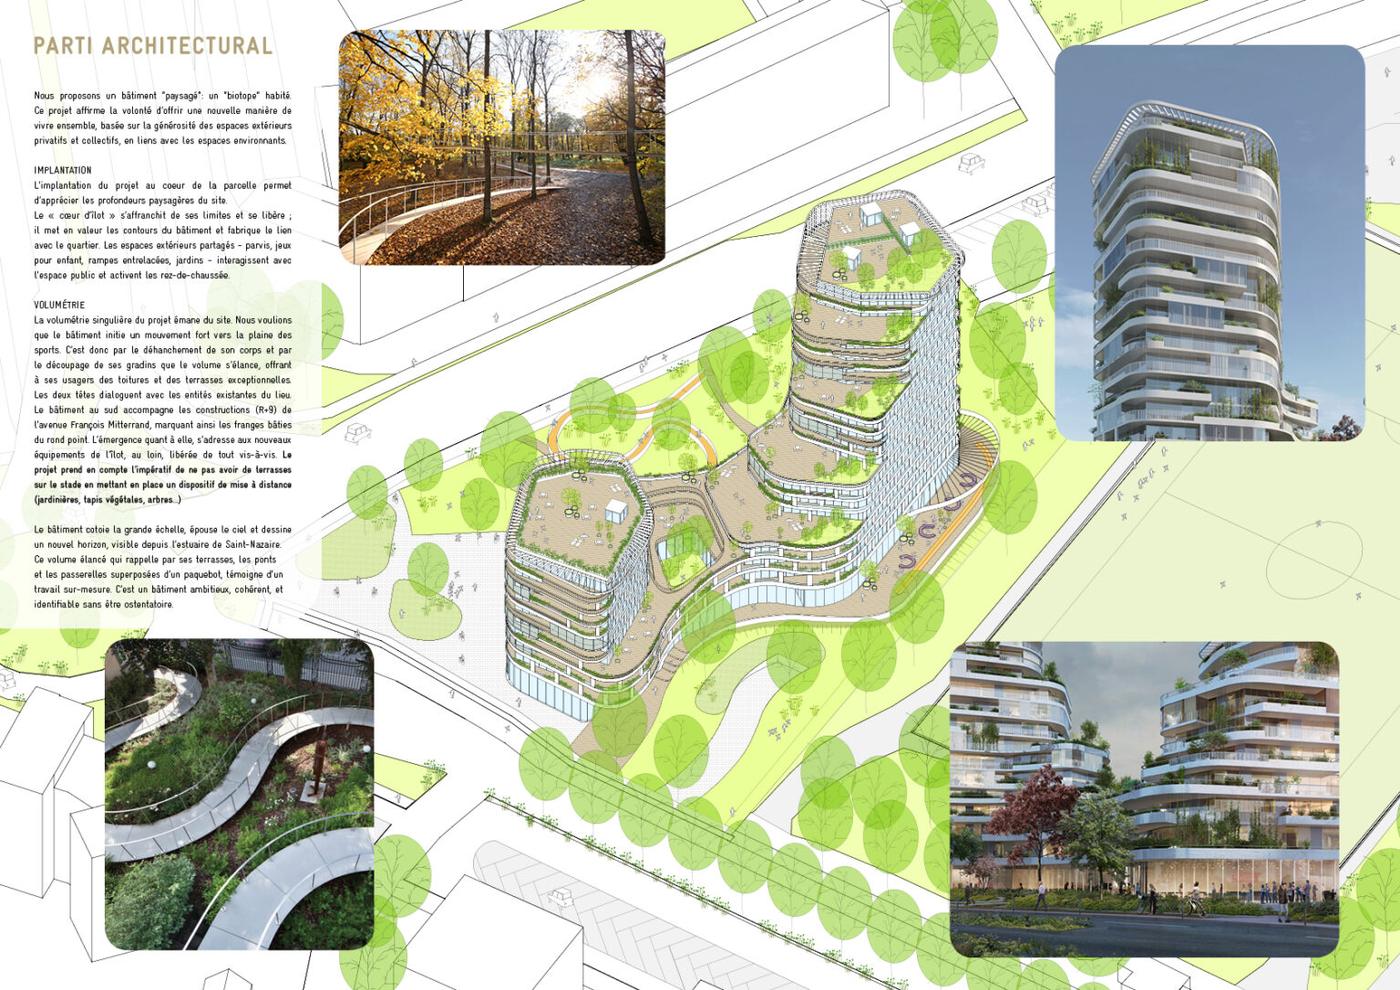 PARTI ARCHITECTURAL
Nous proposons un bâtiment "paysagé": un "biotope" habité.
Ce projet affirme la volonté d'offrir une nouvelle manière de
vivre ensemble, basée sur la générosité des espaces extérieurs
privatifs et collectifs, en liens avec les espaces environnants.
IMPLANTATION
L'implantation du projet au coeur de la parcelle permet
d'apprécier les profondeurs paysagères du site.
Le « cœur d'îlot » s'affranchit de ses limites et se libère ;
il met en valeur les contours du bâtiment et fabrique le lien
avec le quartier. Les espaces extérieurs partagés - parvis, jeux
pour enfant, rampes entrelacées, jardins - interagissent avec
l'espace public et activent les rez-de-chaussée.
VOLUMÉTRIE
La volumétrie singulière du projet émane du site. Nous voulions
que le bâtiment initie un mouvement fort vers la plaine des
sports. C'est donc par le déhanchement de son corps et par
le découpage de ses gradins que le volume s'élance, offrant
à ses usagers des toitures et des terrasses exceptionnelles.
Les deux têtes dialoguent avec les entités existantes du lieu.
Le bâtiment au sud accompagne les constructions (R+9) de
l'avenue François Mitterrand, marquant ainsi les franges bâties
du rond point. L'émergence quant à elle, s'adresse aux nouveaux
équipements de l'îlot, au loin, libérée de tout vis-à-vis. Le
projet prend en compte l'impératif de ne pas avoir de terrasses
sur le stade en mettant en place un dispositif de mise à distance
(jardinières, tapis végétales, arbres...)
Le bâtiment cotoie la grande échelle, épouse le ciel et dessine
un nouvel horizon, visible depuis l'estuaire de Saint-Nazaire.
Ce volume élancé qui rappelle par ses terrasses, les ponts
et les passerelles superposées d'un paquebot, témoigne d'un
travail sur-mesure. C'est un bâtiment ambitieux, cohérent, et
identifiable sans être ostentatoire.